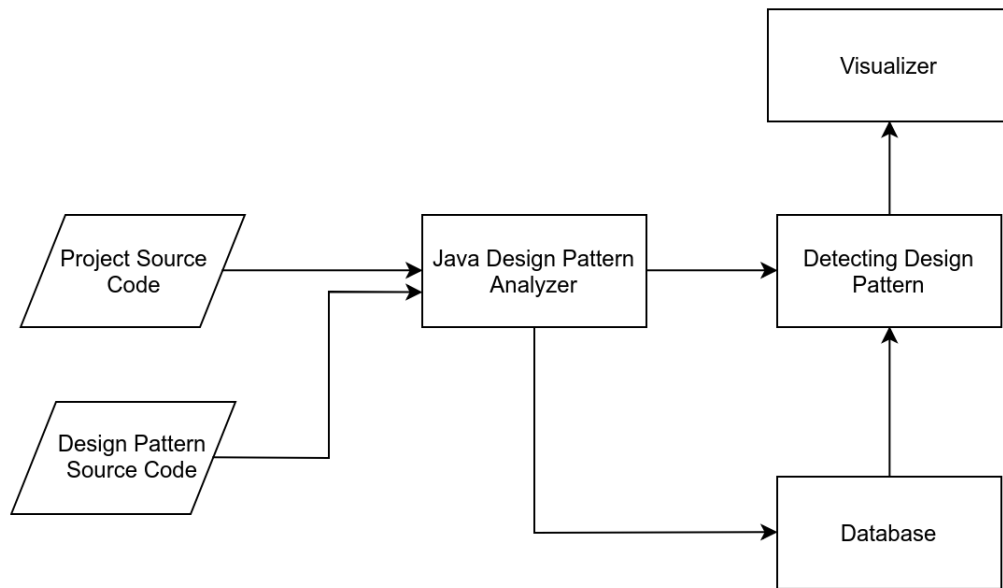 Visualizer
Project Source
Code
Java Design Pattern
Analyzer
Detecting Design
Pattern
Design Pattern
Source Code
Database